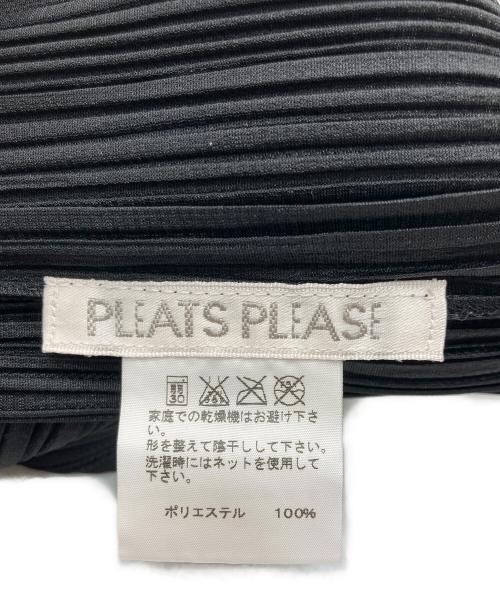 PLEATS PLEASE
弱
30
家庭での乾燥機はお避け下さ
い。
形を整えて陰干しして下さい。
洗濯時にはネットを使用して
下さい。
ポリエステル 100%